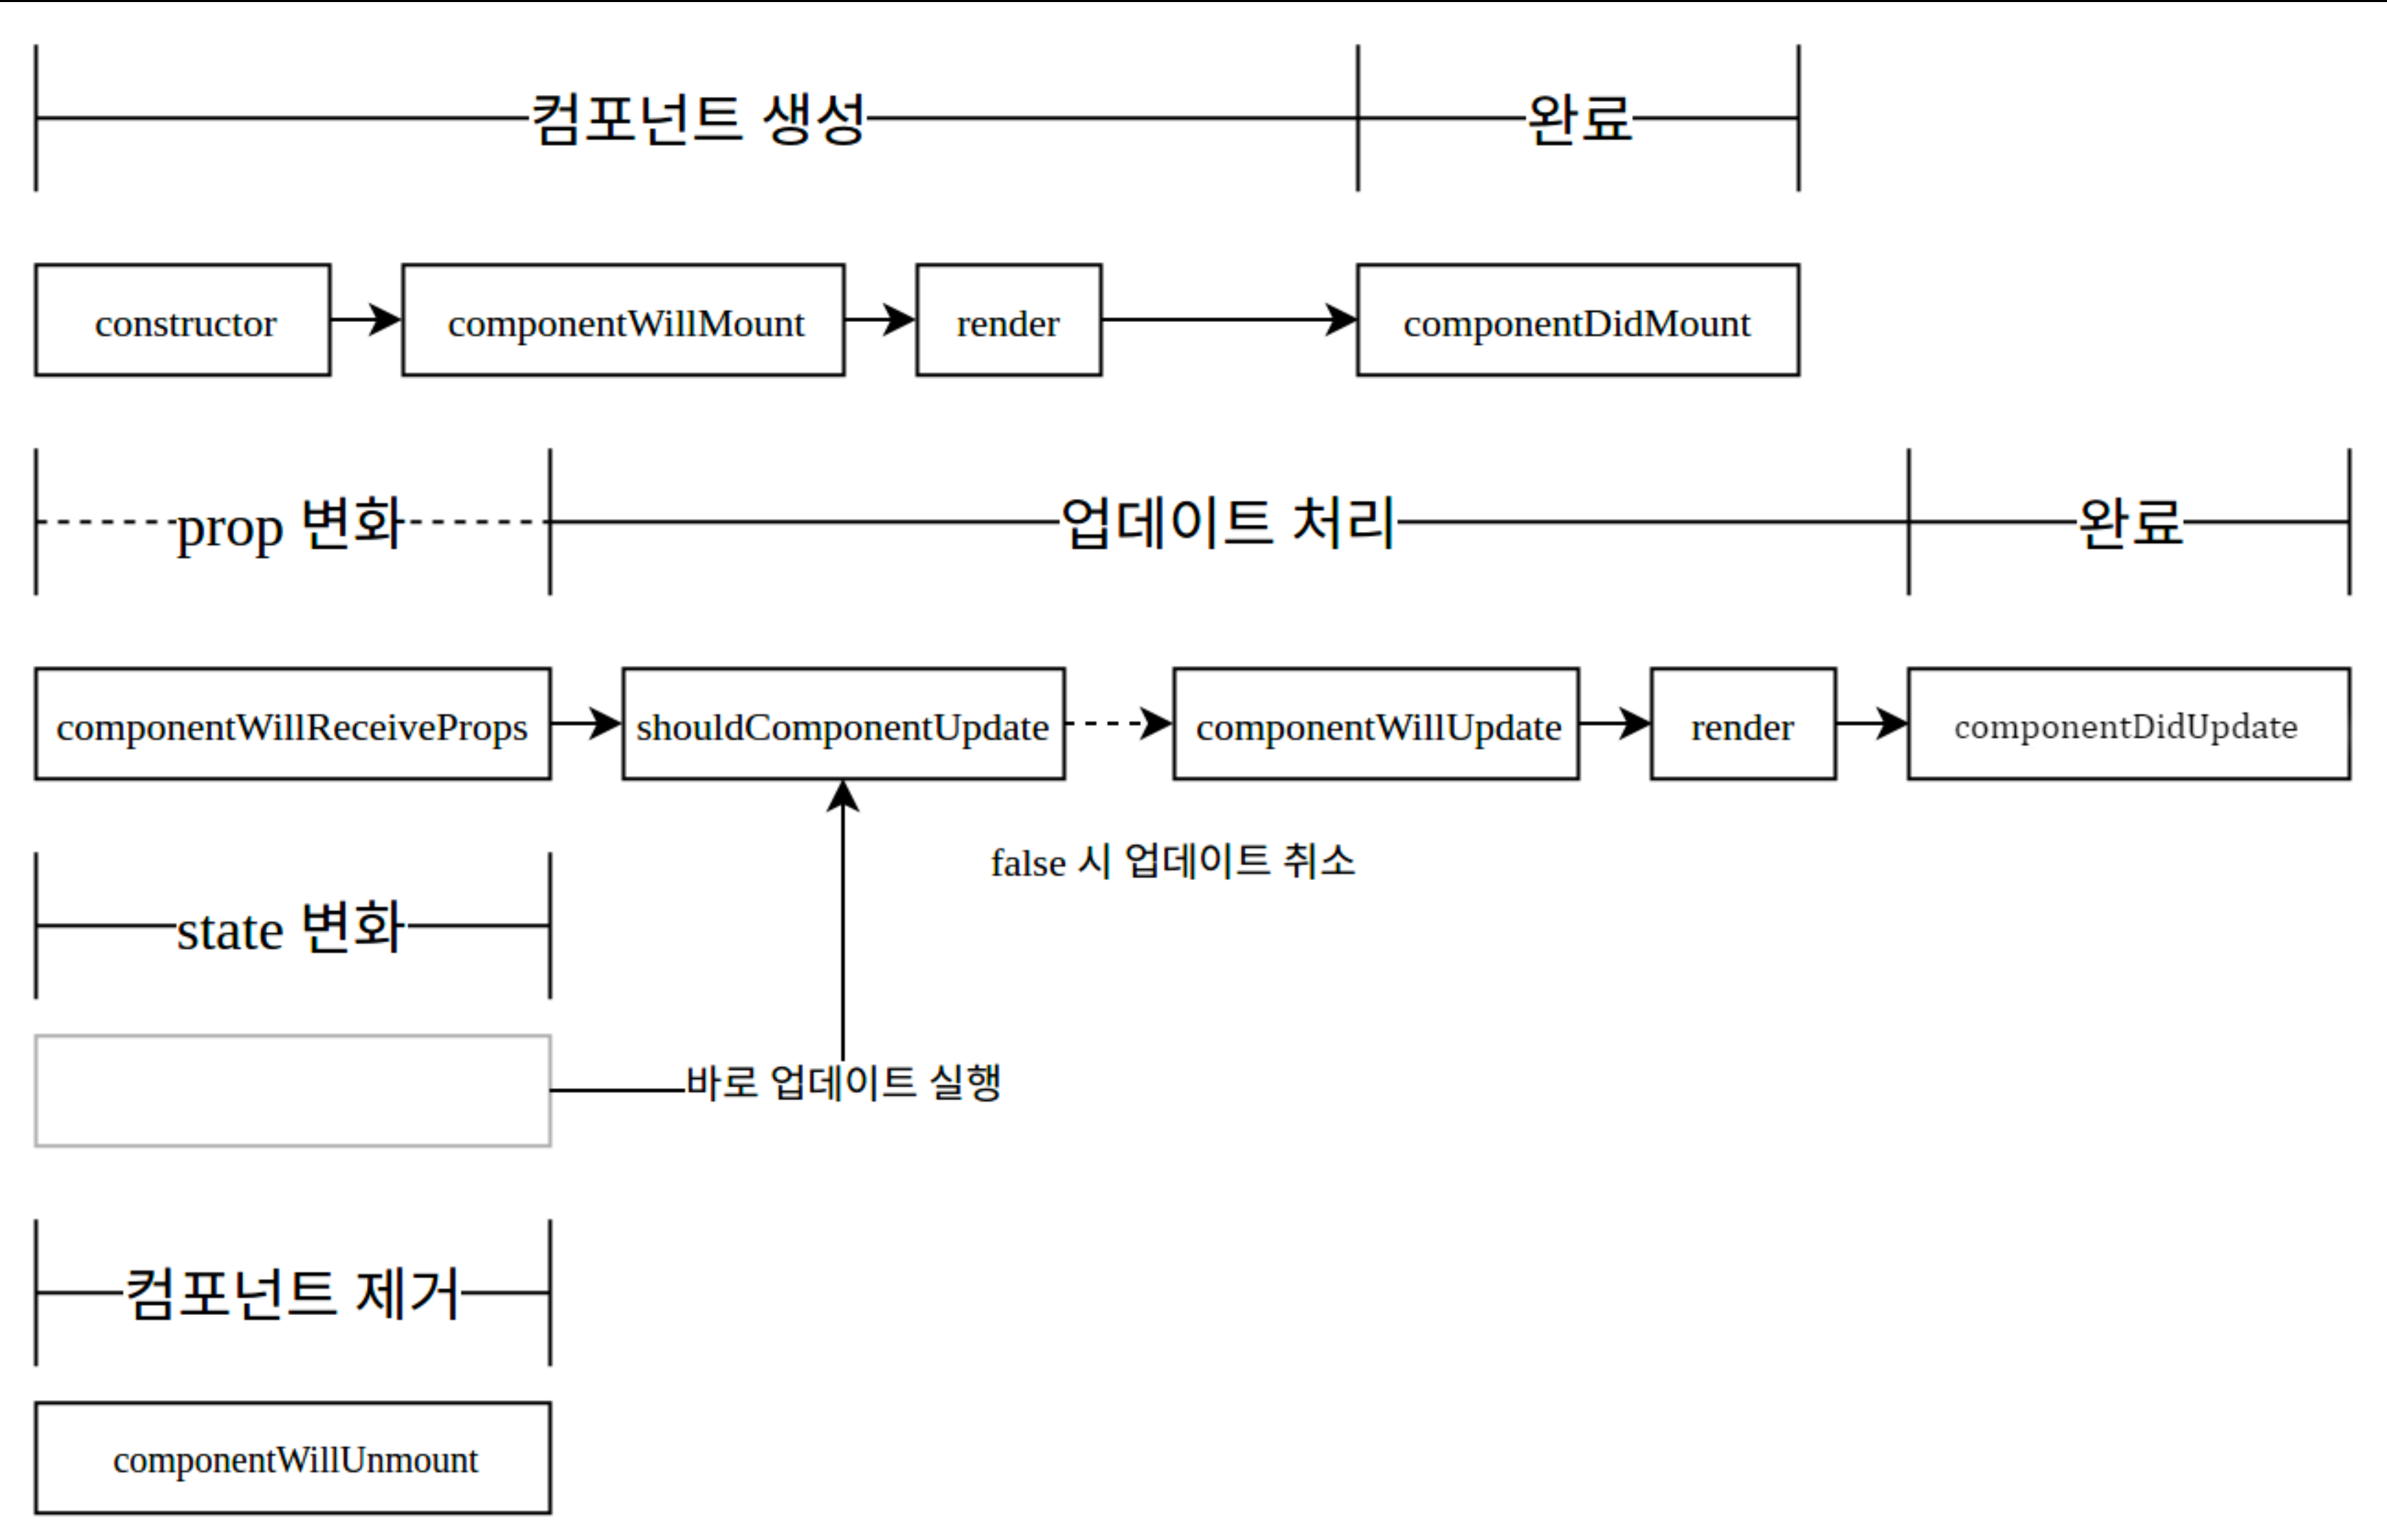 컴포넌트 생성
완료
constructor
componentWillMount
render
componentDidMount
prop 변화
업데이트 처리
완료
componentWillReceiveProps
shouldComponentUpdate
componentWillUpdate
render
componentDidUpdate
false 시 업데이트 취소
state 변화
바로 업데이트 실행
컴포넌트 제거
componentWillUnmount